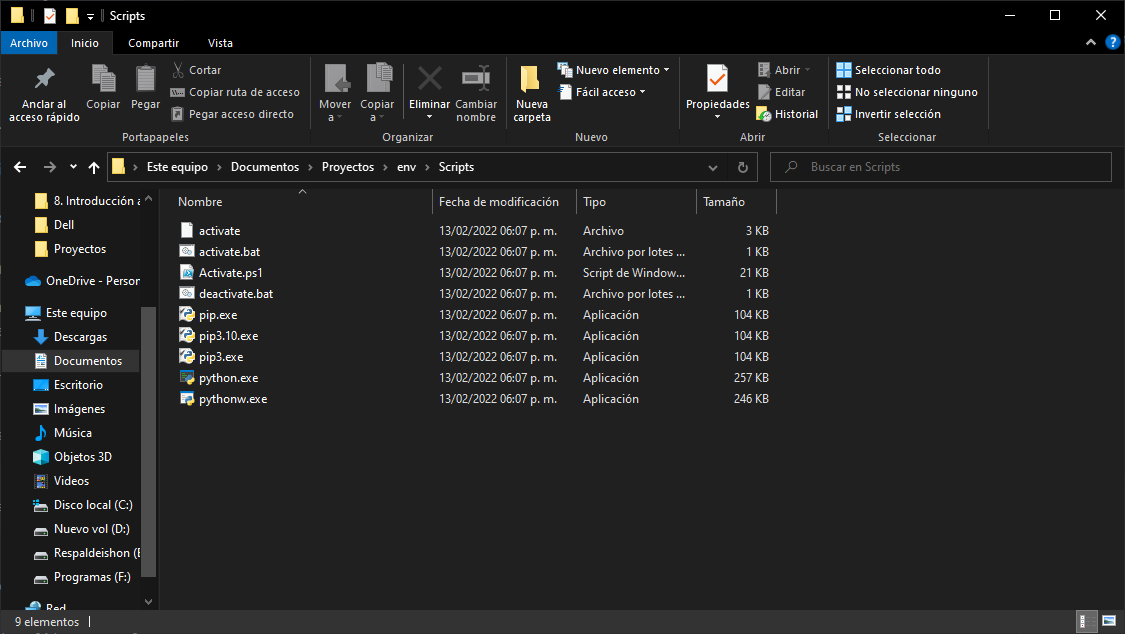 Scripts
Archivo Inicio Compartir Vista
Anclar al acceso rápido
Copiar
Pegar
Cortar
Copiar ruta de acceso
Pegar acceso directo
Portapapeles
Mover a
Copiar a
Eliminar
Cambiar nombre
Organizar
Nueva carpeta
Nuevo elemento
Fácil acceso
Nuevo
Propiedades
Abrir
Editar
Historial
Abrir
Seleccionar todo
No seleccionar ninguno
Invertir selección
Seleccionar
Este equipo › Documentos › Proyectos › env › Scripts
Buscar en Scripts
8. Introducción a
Dell
Proyectos
OneDrive - Person
Este equipo
Descargas
Documentos
Escritorio
Imágenes
Música
Objetos 3D
Videos
Disco local (C:)
Nuevo vol (D:)
Respaldeishon (E
Programas (F:)
Red
Nombre Fecha de modificación Tipo Tamaño
activate 13/02/2022 06:07 p. m. Archivo 3 KB
activate.bat 13/02/2022 06:07 p. m. Archivo por lotes ... 1 KB
Activate.ps1 13/02/2022 06:07 p. m. Script de Window... 21 KB
deactivate.bat 13/02/2022 06:07 p. m. Archivo por lotes ... 1 KB
pip.exe 13/02/2022 06:07 p. m. Aplicación 104 KB
pip3.10.exe 13/02/2022 06:07 p. m. Aplicación 104 KB
pip3.exe 13/02/2022 06:07 p. m. Aplicación 104 KB
python.exe 13/02/2022 06:07 p. m. Aplicación 257 KB
pythonw.exe 13/02/2022 06:07 p. m. Aplicación 246 KB
9 elementos